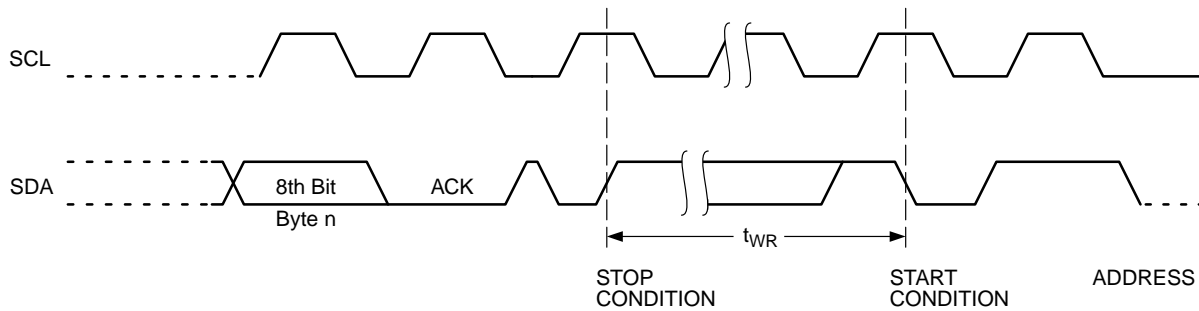 SCL
SDA
8th Bit
Byte n
ACK
tWR
STOP
CONDITION
START
CONDITION
ADDRESS